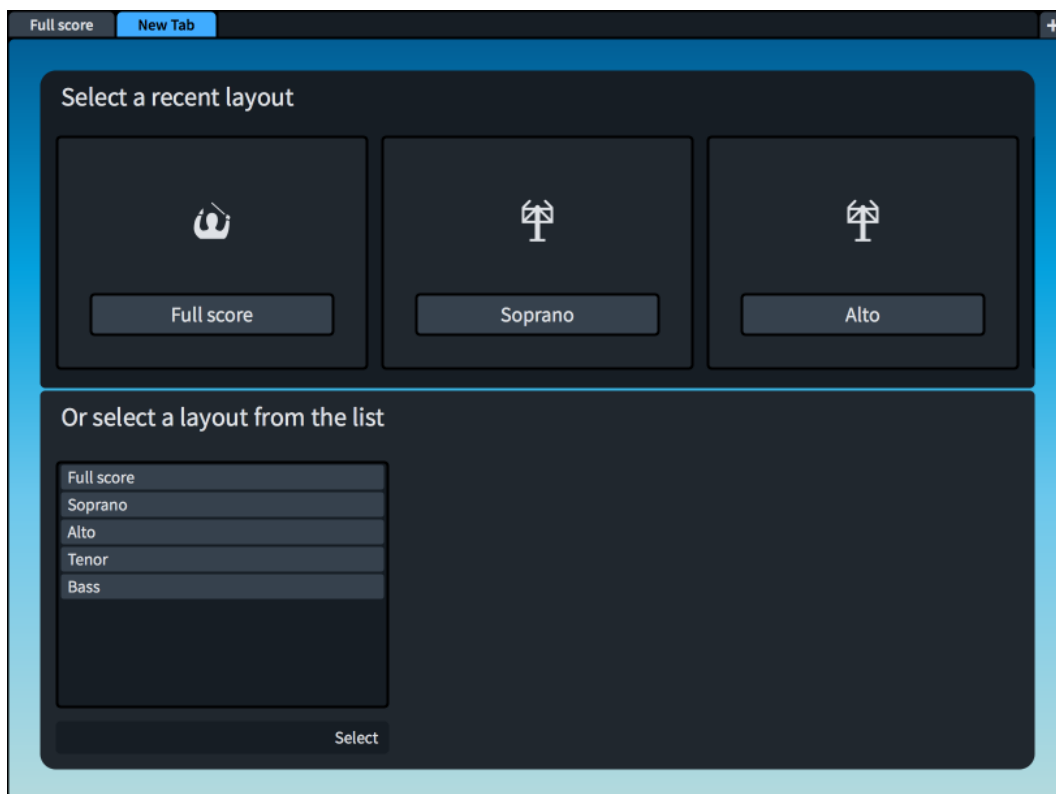 Full score
New Tab
+
Select a recent layout
Full score
Soprano
Alto
Or select a layout from the list
Full score
Soprano
Alto
Tenor
Bass
Select